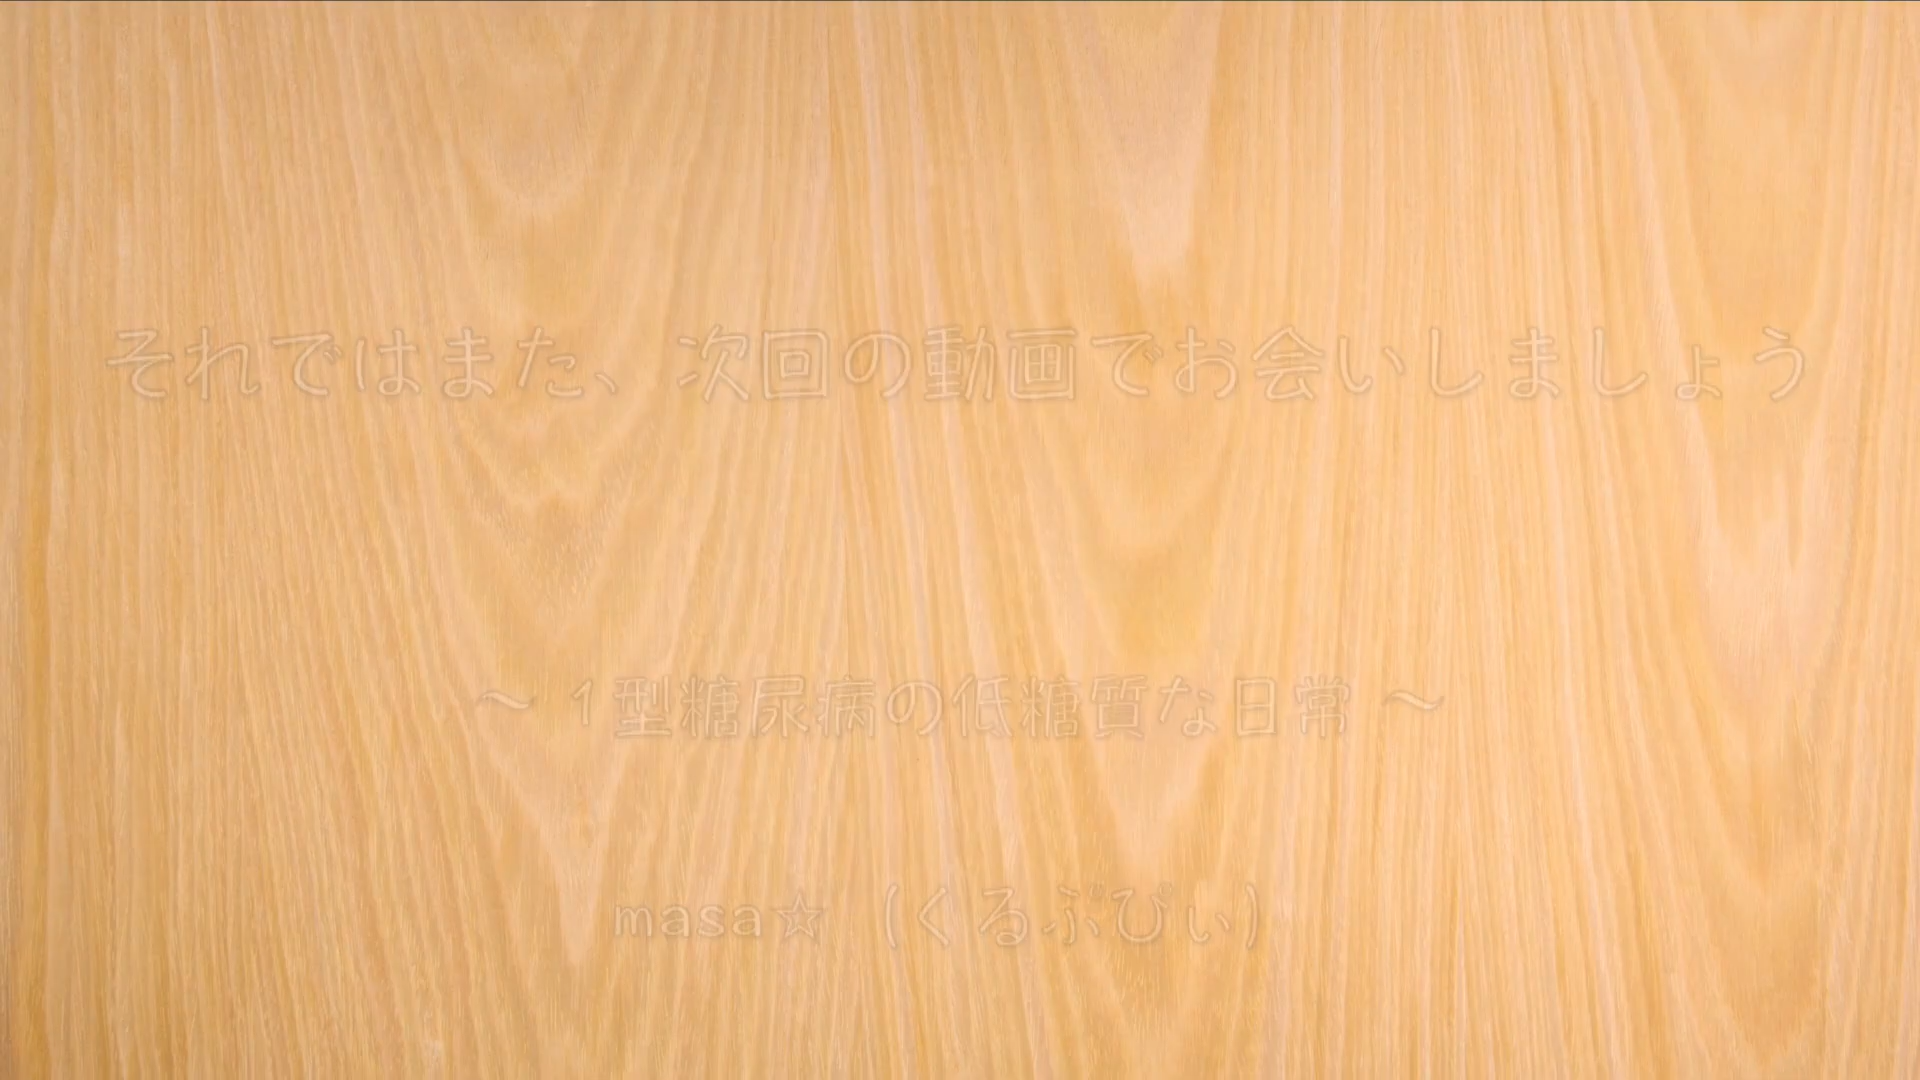 それではまた、次回の動画でお会いしましょう
～ 1型糖尿病の低糖質な日常 ～
masa☆ (くるぷぴぃ)